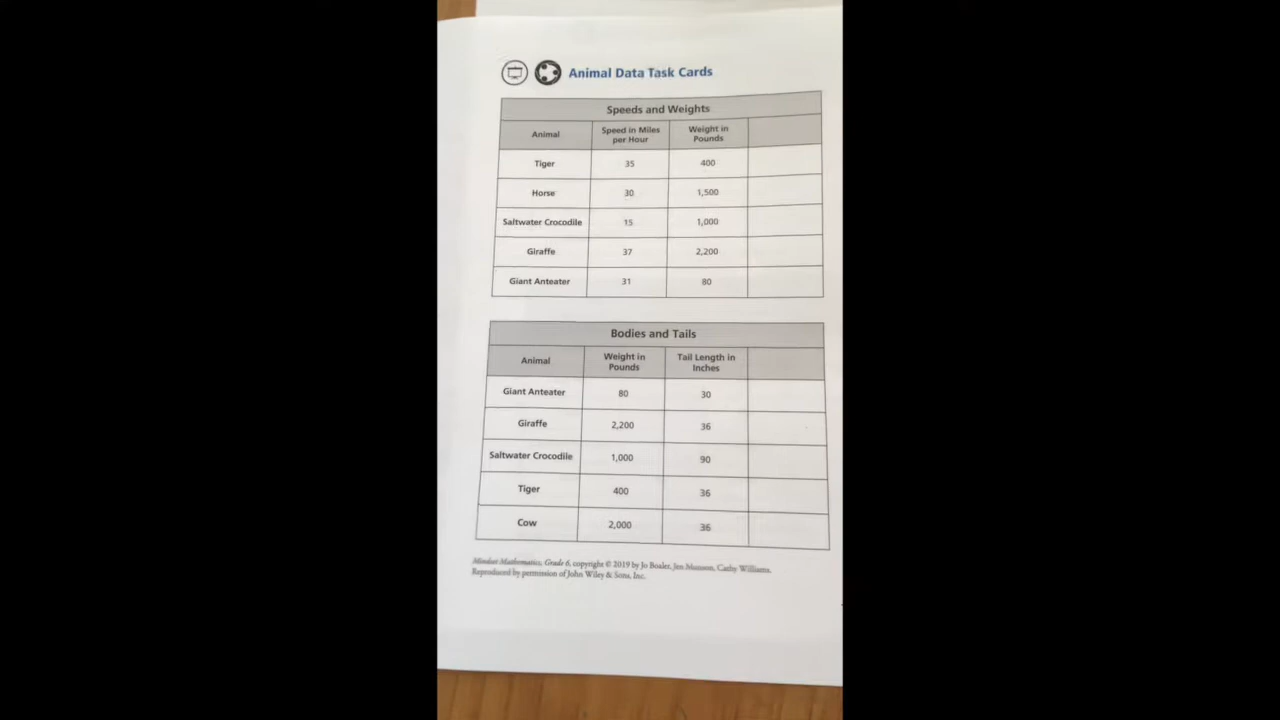 Animal Data Task Cards
Speeds and Weights
Animal Speed in Miles per Hour Weight in Pounds
Tiger 35 400
Horse 30 1,500
Saltwater Crocodile 15 1,000
Giraffe 37 2,200
Giant Anteater 31 80
Bodies and Tails
Animal Weight in Pounds Tail Length in Inches
Giant Anteater 80 30
Giraffe 2,200 36
Saltwater Crocodile 1,000 90
Tiger 400 36
Cow 2,000 36
Mindset Mathematics, Grade 6, copyright © 2019 by Jo Boaler, Jen Munson, Cathy Williams.
Reproduced by permission of John Wiley & Sons, Inc.